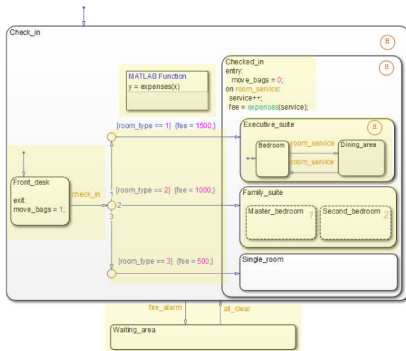 Check_in
H
Checked_in
entry:
move_bags = 0;
on room_service:
service++;
fee = expenses(service);
H
MATLAB Function
y = expenses(x)
[room_type == 1] {fee = 1500;}
Executive_suite
H
Bedroom
room_service
Dining_area
room_service
Front_desk
exit:
move_bags = 1;
check_in
1
[room_type == 2] {fee = 1000;}
2
3
Family_suite
Master_bedroom
1
Second_bedroom
2
[room_type == 3] {fee = 500;}
Single_room
fire_alarm
all_clear
Waiting_area